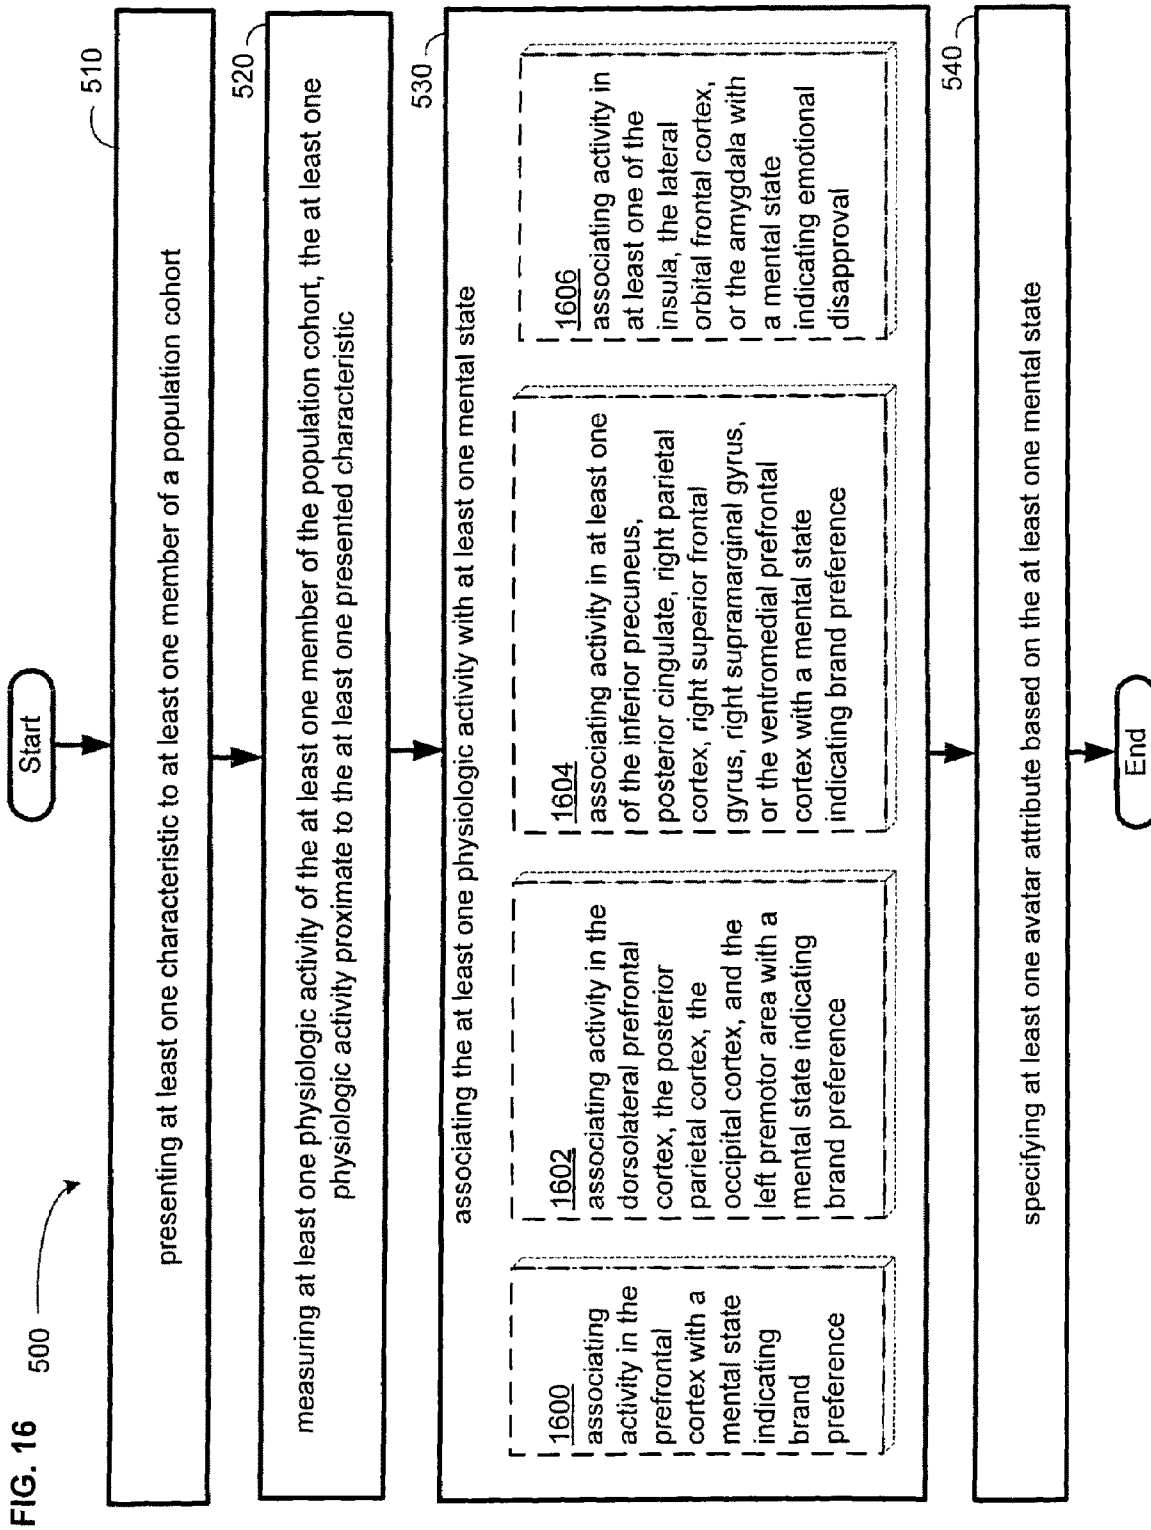 FIG. 16
500
Start
510
presenting at least one characteristic to at least one member of a population cohort
520
measuring at least one physiologic activity of the at least one member of the population cohort, the at least one
physiologic activity proximate to the at least one presented characteristic
530
associating the at least one physiologic activity with at least one mental state
1600
associating
activity in the
prefrontal
cortex with a
mental state
indicating
brand
preference
1602
associating activity in the
dorsolateral prefrontal
cortex, the posterior
parietal cortex, the
occipital cortex, and the
left premotor area with a
mental state indicating
brand preference
1604
associating activity in at least one
of the inferior precuneus,
posterior cingulate, right parietal
cortex, right superior frontal
gyrus, right supramarginal gyrus,
or the ventromedial prefrontal
cortex with a mental state
indicating brand preference
1606
associating activity in
at least one of the
insula, the lateral
orbital frontal cortex,
or the amygdala with
a mental state
indicating emotional
disapproval
540
specifying at least one avatar attribute based on the at least one mental state
End